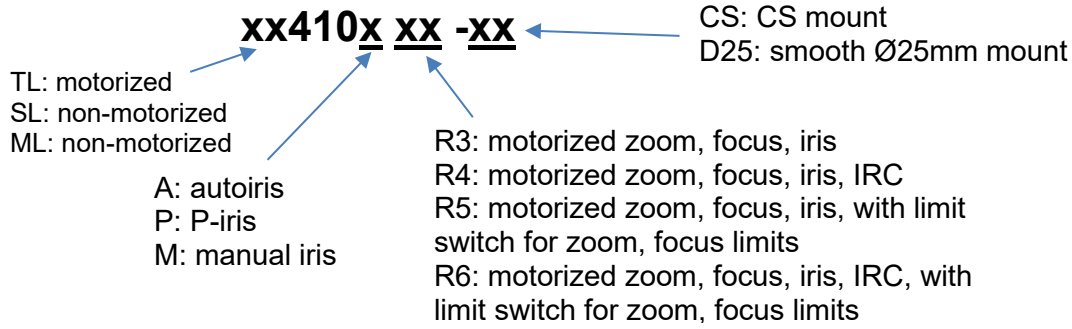 xx410x xx -xx
CS: CS mount
D25: smooth Ø25mm mount
TL: motorized
SL: non-motorized
ML: non-motorized
A: autoiris
P: P-iris
M: manual iris
R3: motorized zoom, focus, iris
R4: motorized zoom, focus, iris, IRC
R5: motorized zoom, focus, iris, with limit
switch for zoom, focus limits
R6: motorized zoom, focus, iris, IRC, with
limit switch for zoom, focus limits